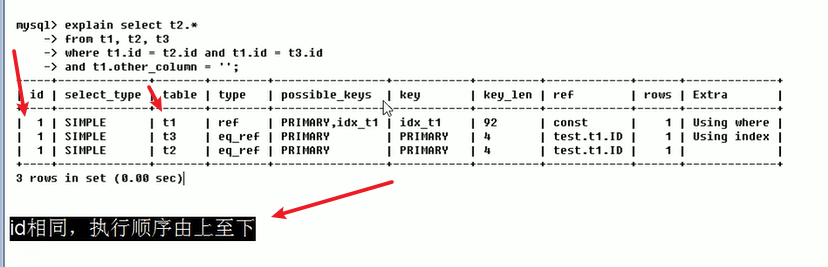 mysql> explain select t2.*
-> from t1, t2, t3
-> where t1.id = t2.id and t1.id = t3.id
-> and t1.other_column = '';
+----+-------------+-------+--------+----------------+---------+---------+------------+------+-------------+
| id | select_type | table | type | possible_keys | key | key_len | ref | rows | Extra |
+----+-------------+-------+--------+----------------+---------+---------+------------+------+-------------+
| 1 | SIMPLE | t1 | ref | PRIMARY,idx_t1 | idx_t1 | 92 | const | 1 | Using where |
| 1 | SIMPLE | t3 | eq_ref | PRIMARY | PRIMARY | 4 | test.t1.ID | 1 | Using index |
| 1 | SIMPLE | t2 | eq_ref | PRIMARY | PRIMARY | 4 | test.t1.ID | 1 | |
+----+-------------+-------+--------+----------------+---------+---------+------------+------+-------------+
3 rows in set (0.00 sec)
id相同，执行顺序由上至下